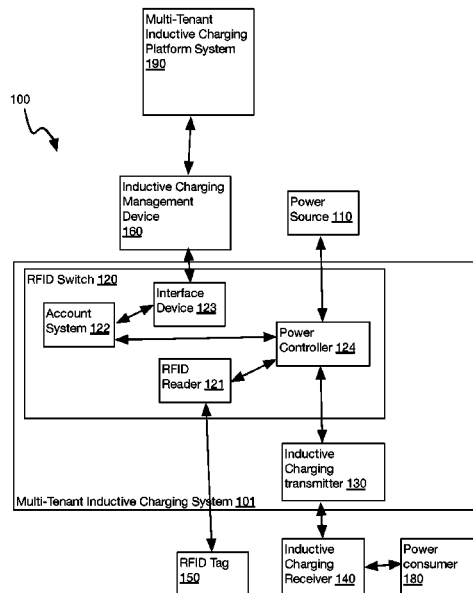 Multi-Tenant
Inductive Charging
Platform System
190
100
Inductive Charging
Management
Device
160
Power
Source 110
RFID Switch 120
Interface
Device 123
Account
System
122
Power
Controller 124
RFID
Reader 121
Inductive
Charging
transmitter 130
Multi-Tenant Inductive Charging System 101
RFID Tag
150
Inductive
Charging
Receiver 140
Power
consumer
180